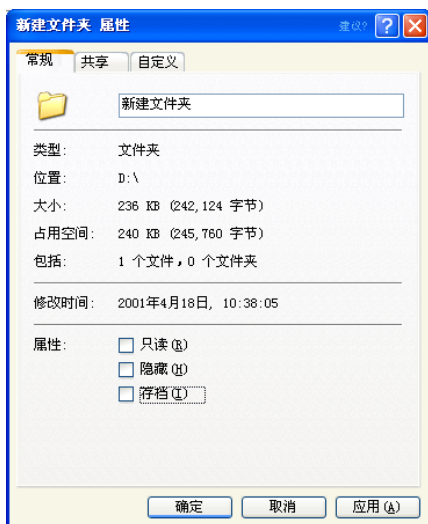 新建文件夹 属性 建议? ?
常规 共享 自定义
新建文件夹
类型: 文件夹
位置: D:\
大小: 236 KB (242,124 字节)
占用空间: 240 KB (245,760 字节)
包括: 1 个文件,0 个文件夹
修改时间: 2001年4月18日, 10:38:05
属性: 只读(R)
隐藏(H)
存档(I)
确定 取消 应用(A)